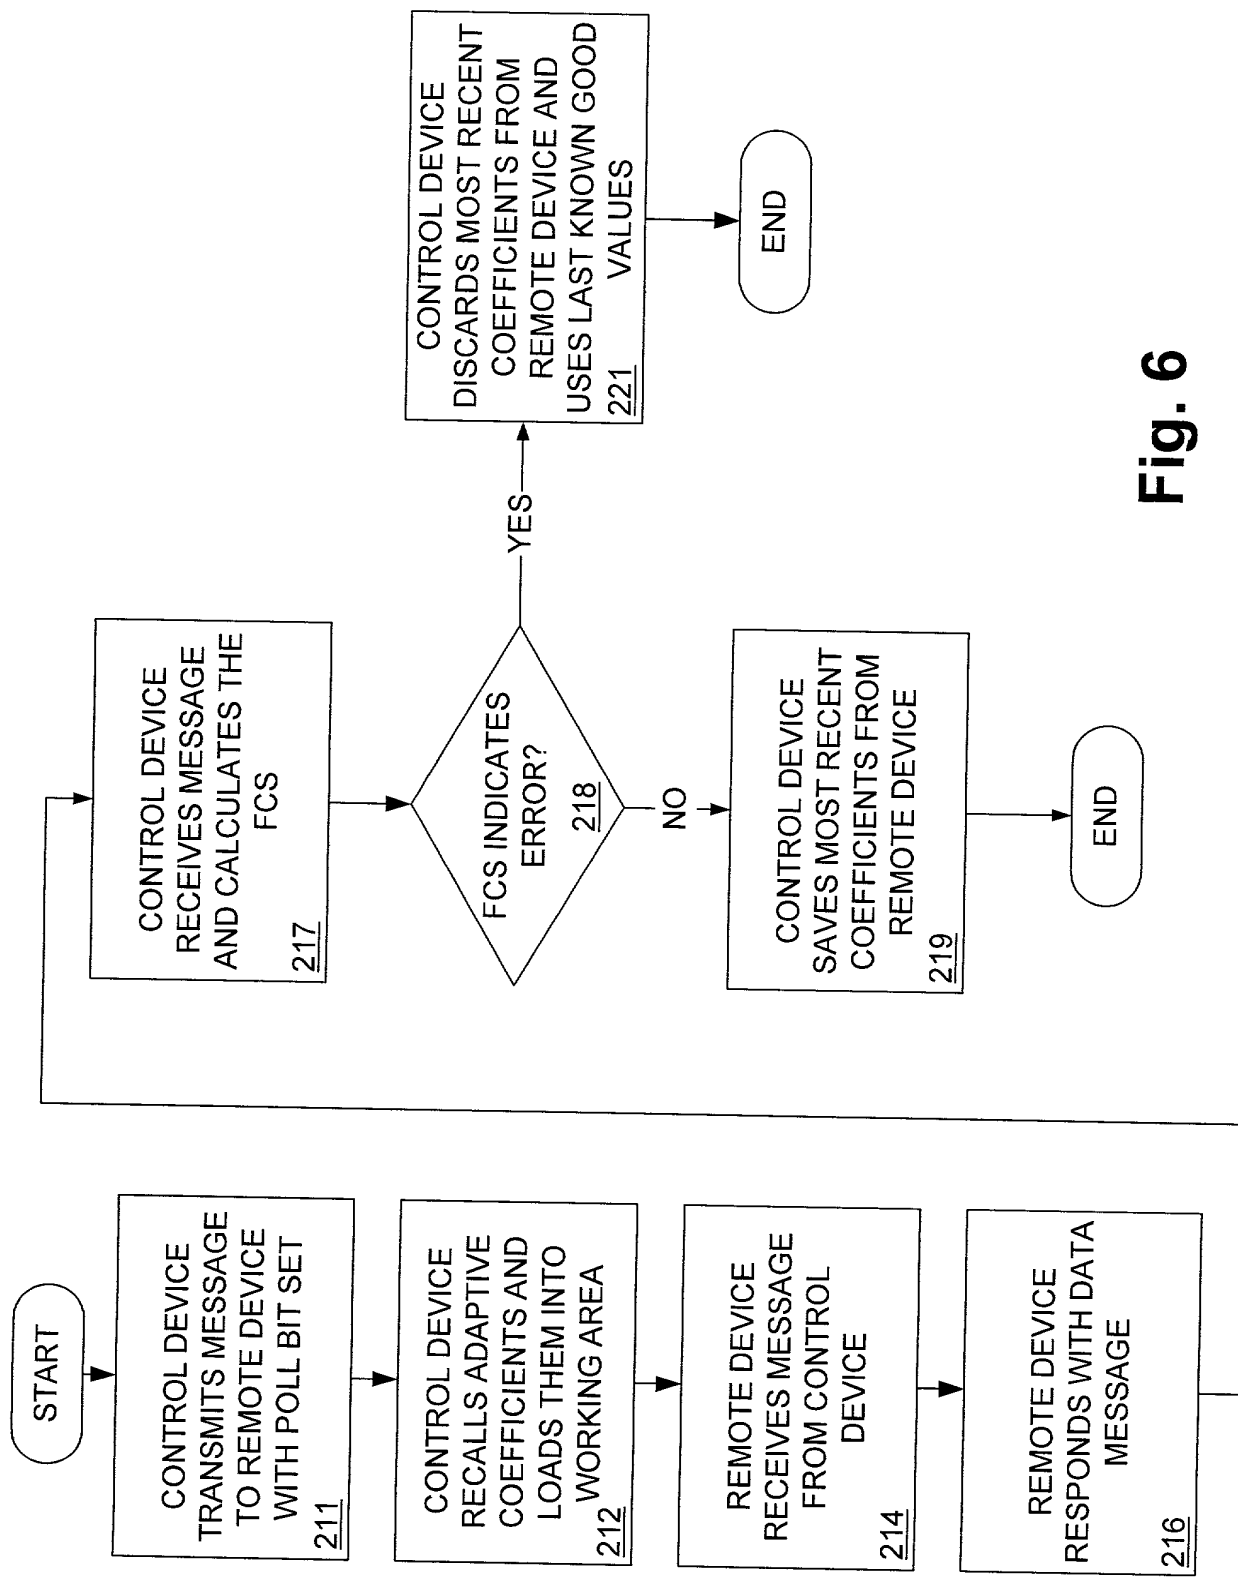 START
CONTROL DEVICE
TRANSMITS MESSAGE
TO REMOTE DEVICE
WITH POLL BIT SET
211
CONTROL DEVICE
RECALLS ADAPTIVE
COEFFICIENTS AND
LOADS THEM INTO
WORKING AREA
212
REMOTE DEVICE
RECEIVES MESSAGE
FROM CONTROL
DEVICE
214
REMOTE DEVICE
RESPONDS WITH DATA
MESSAGE
216
CONTROL DEVICE
RECEIVES MESSAGE
AND CALCULATES THE
FCS
217
FCS INDICATES
ERROR?
218
YES
NO
CONTROL DEVICE
SAVES MOST RECENT
COEFFICIENTS FROM
REMOTE DEVICE
219
END
CONTROL DEVICE
DISCARDS MOST RECENT
COEFFICIENTS FROM
REMOTE DEVICE AND
USES LAST KNOWN GOOD
VALUES
221
END
Fig. 6